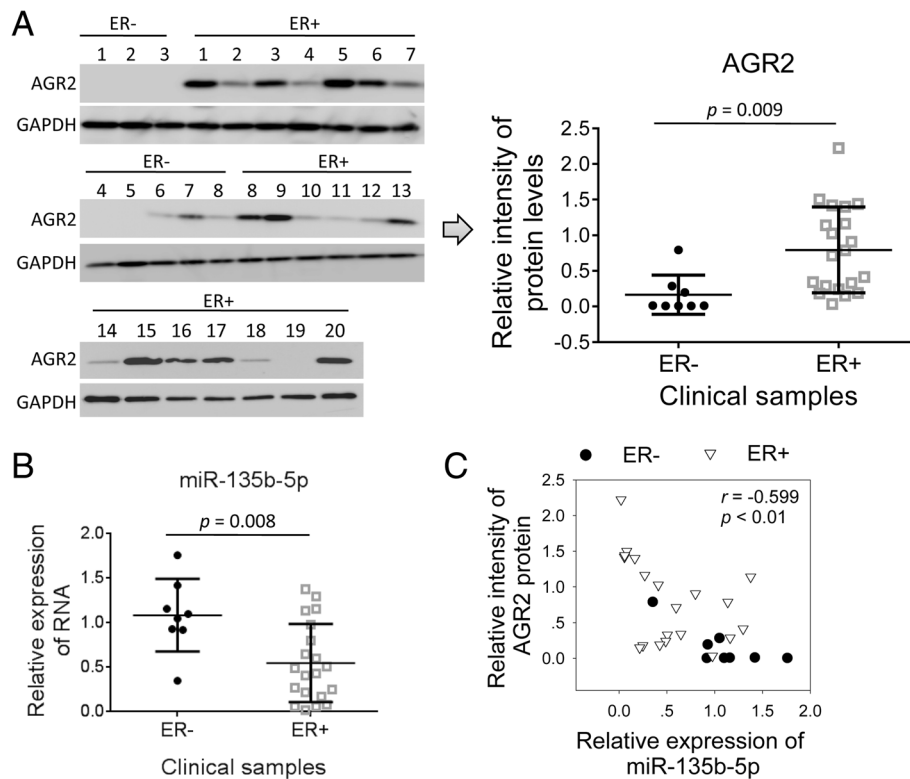 A
ER- ER+
1 2 3 1 2 3 4 5 6 7
AGR2
GAPDH
ER- ER+
4 5 6 7 8 8 9 10 11 12 13
AGR2
GAPDH
ER+
14 15 16 17 18 19 20
AGR2
GAPDH
AGR2
p = 0.009
Relative intensity of
protein levels
2.5
2.0
1.5
1.0
0.5
0.0
-0.5
ER- ER+
Clinical samples
B
miR-135b-5p
p = 0.008
Relative expression
of RNA
2.0
1.5
1.0
0.5
0.0
ER- ER+
Clinical samples
C
ER- ER+
r = -0.599
p < 0.01
Relative intensity of
AGR2 protein
2.5
2.0
1.5
1.0
.5
0.0
0.0 .5 1.0 1.5 2.0
Relative expression of
miR-135b-5p